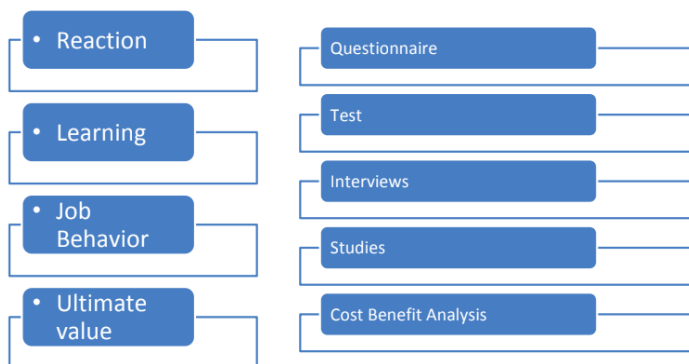 • Reaction
• Learning
• Job
Behavior
• Ultimate
value
Questionnaire
Test
Interviews
Studies
Cost Benefit Analysis